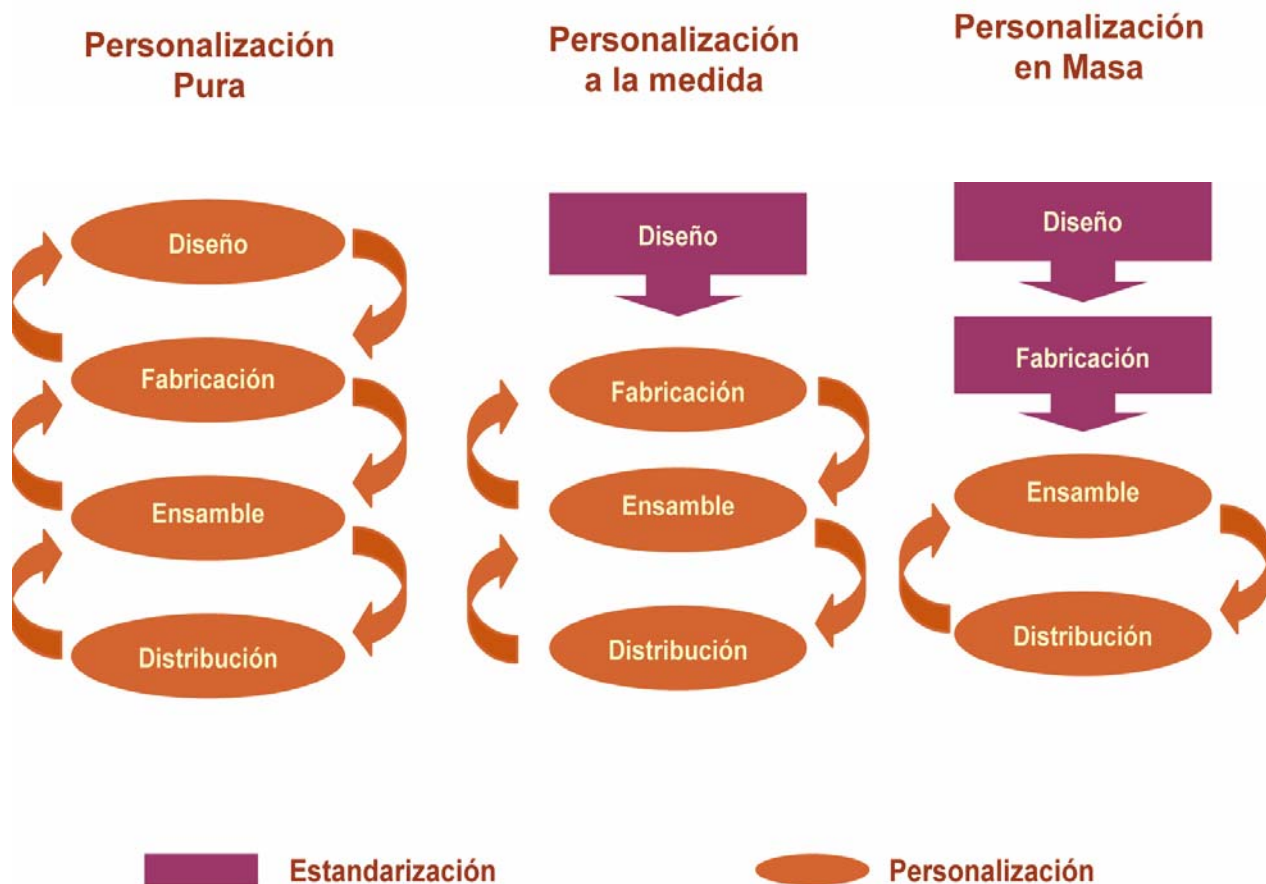 Personalización
Pura
Personalización
a la medida
Personalización
en Masa
Diseño
Fabricación
Ensamble
Distribución
Diseño
Fabricación
Ensamble
Distribución
Diseño
Fabricación
Ensamble
Distribución
Estandarización
Personalización